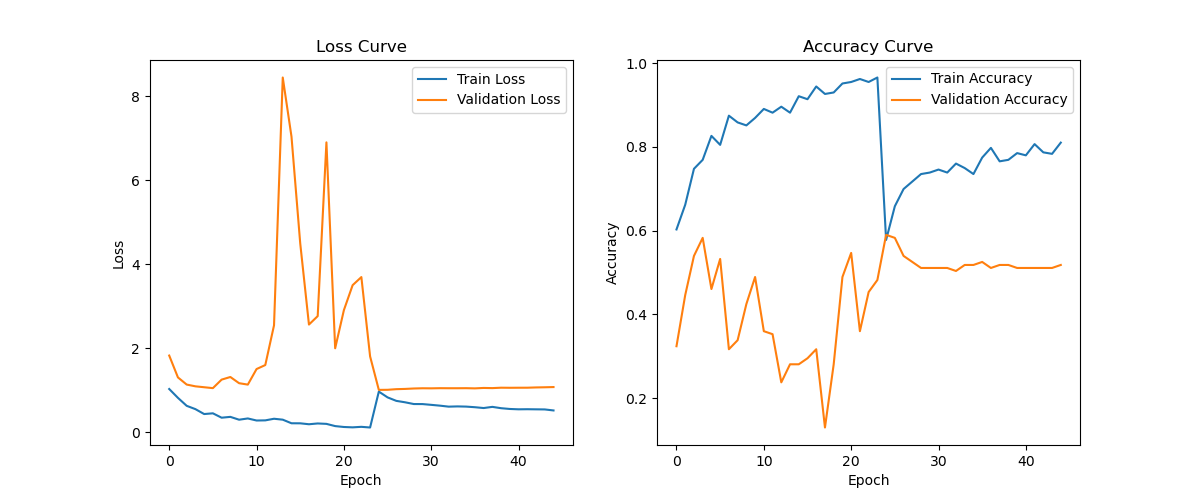 Loss Curve
Train Loss
Validation Loss
8
6
4
2
0
Loss
0
10
20
30
40
Epoch
Accuracy Curve
Train Accuracy
Validation Accuracy
1.0
0.8
0.6
0.4
0.2
Accuracy
0
10
20
30
40
Epoch